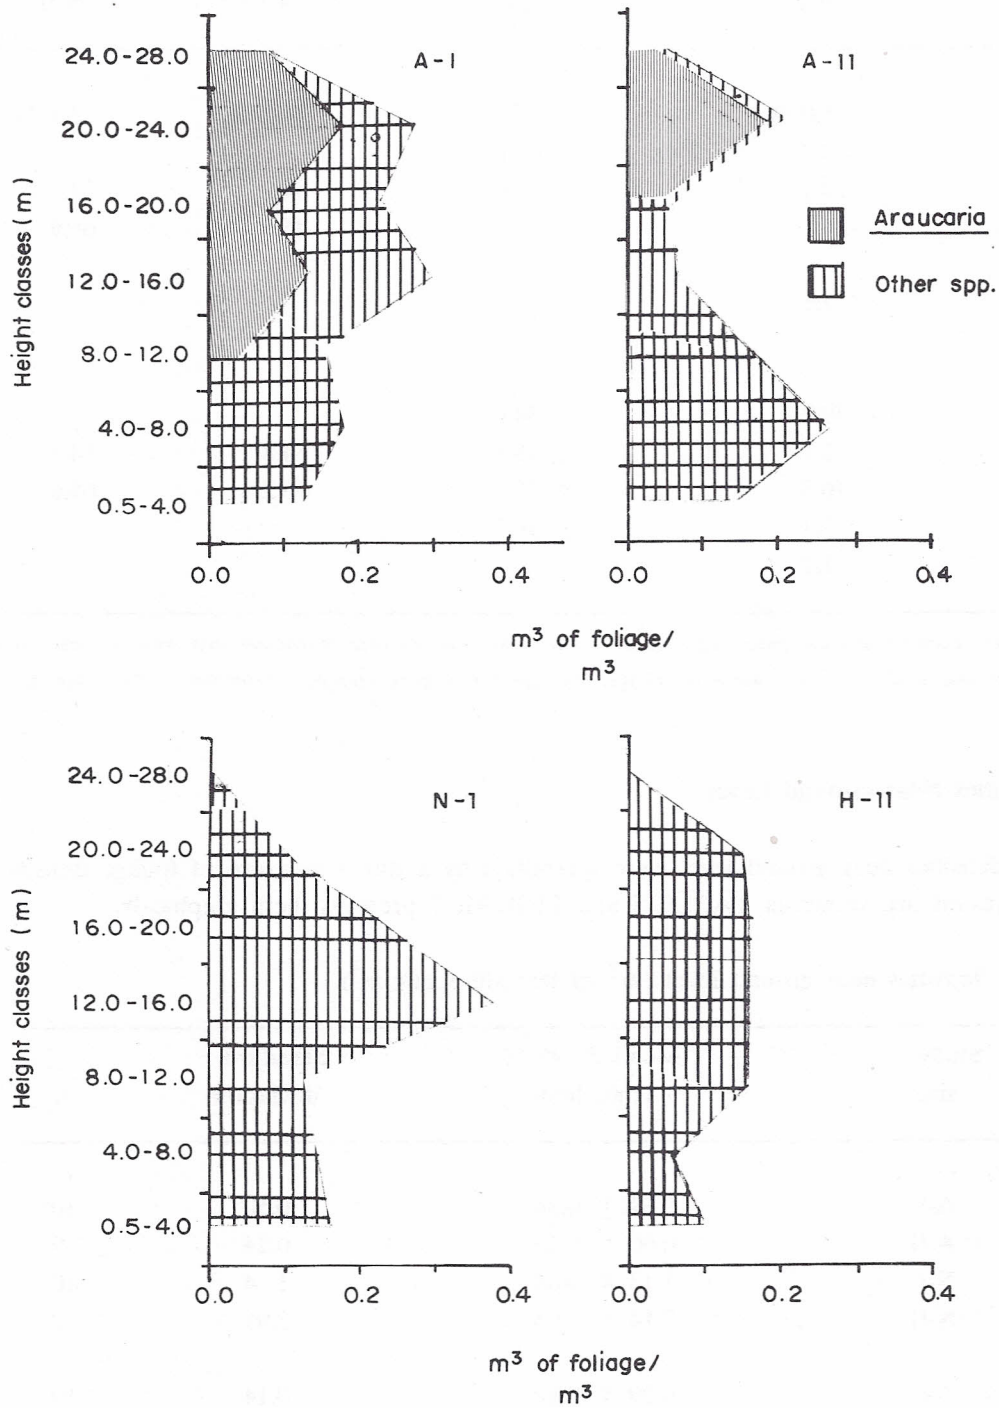 A-I
24.0-28.0
20.0-24.0
16.0-20.0
12.0-16.0
8.0-12.0
4.0-8.0
0.5-4.0
Height classes (m)
0.0 0.2 0.4
A-11
Araucaria
Other spp.
0.0 0.2 0.4
m³ of foliage/
m³
N-1
24.0-28.0
20.0-24.0
16.0-20.0
12.0-16.0
8.0-12.0
4.0-8.0
0.5-4.0
Height classes (m)
0.0 0.2 0.4
H-11
0.0 0.2 0.4
m³ of foliage/
m³